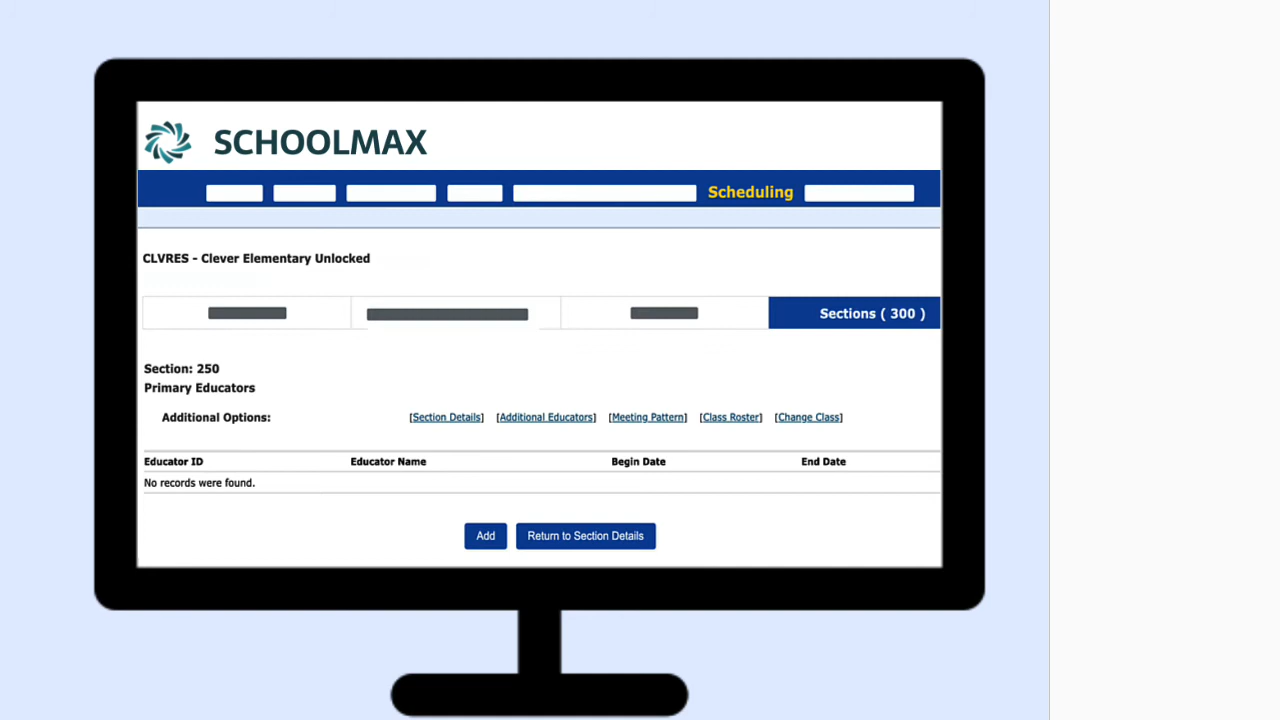 SCHOOLMAX
Scheduling
CLVRES - Clever Elementary Unlocked
Sections ( 300 )
Section: 250
Primary Educators
Additional Options: [Section Details] [Additional Educators] [Meeting Pattern] [Class Roster] [Change Class]
Educator ID Educator Name Begin Date End Date
No records were found.
Add Return to Section Details